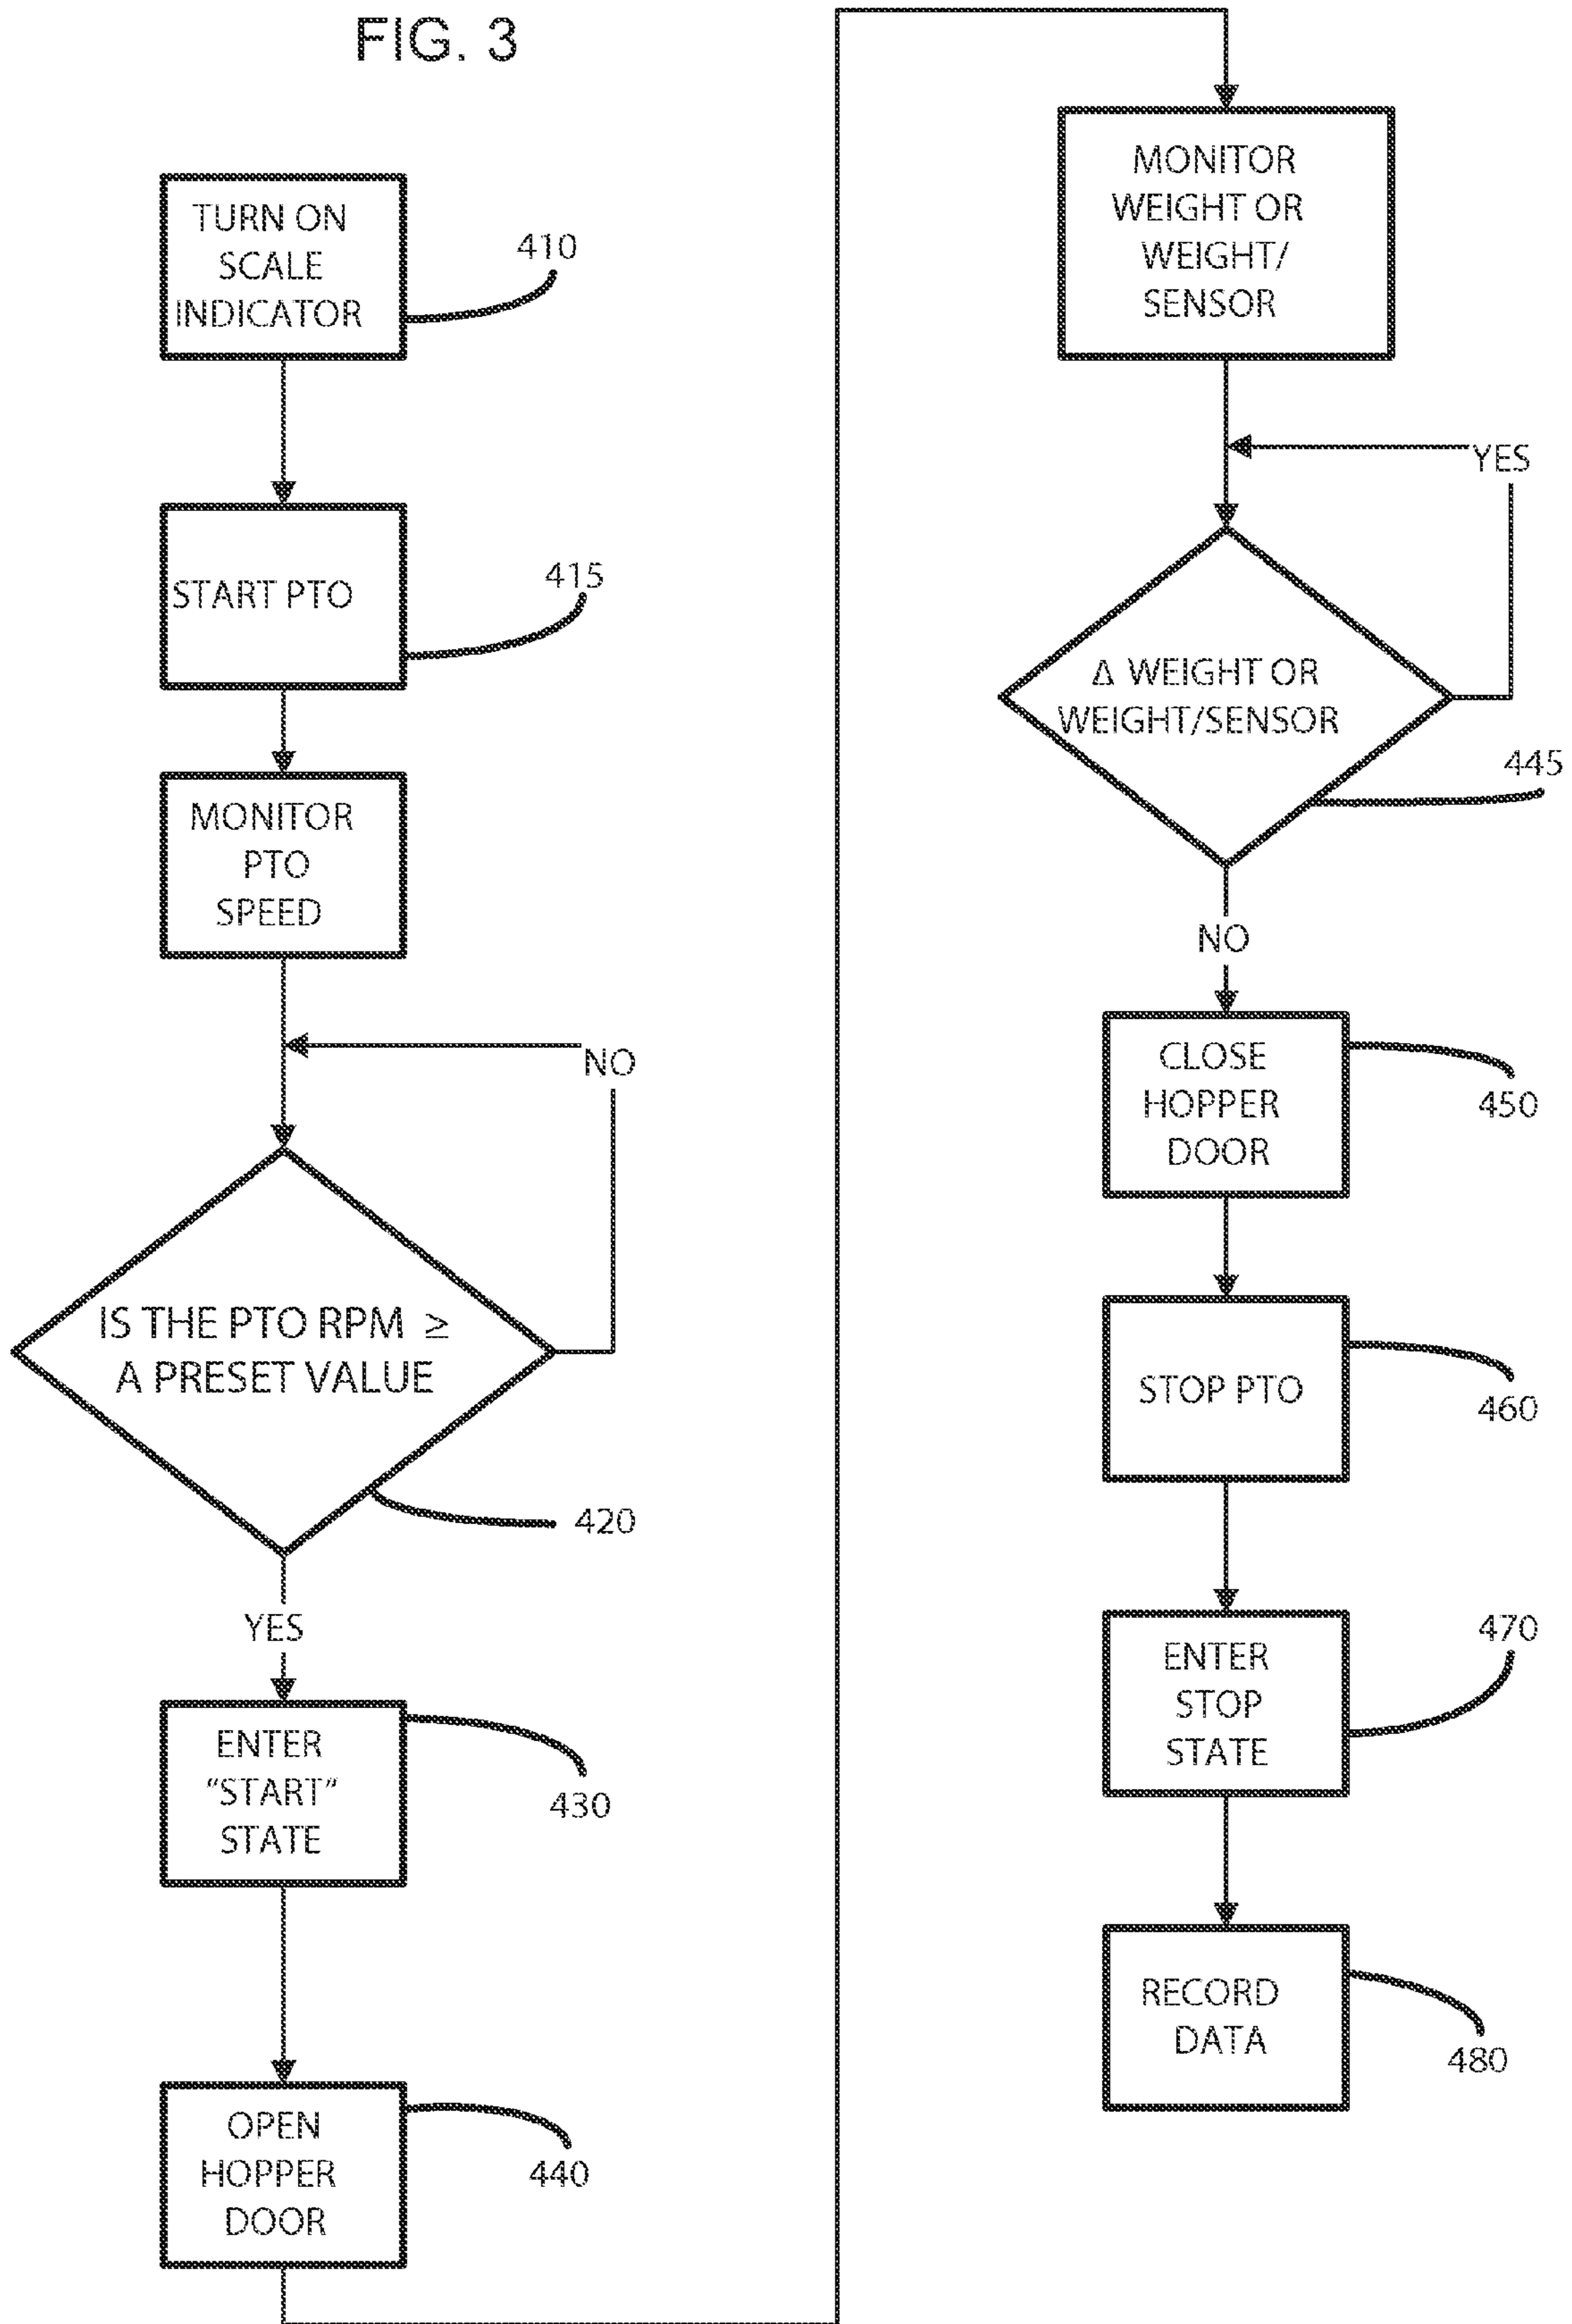 FIG. 3
TURN ON
SCALE
INDICATOR
410
START PTO
415
MONITOR
PTO
SPEED
NO
IS THE PTO RPM ≥
A PRESET VALUE
420
YES
ENTER
"START"
STATE
430
OPEN
HOPPER
DOOR
440
MONITOR
WEIGHT OR
WEIGHT/
SENSOR
YES
Δ WEIGHT OR
WEIGHT/SENSOR
445
NO
CLOSE
HOPPER
DOOR
450
STOP PTO
460
ENTER
STOP
STATE
470
RECORD
DATA
480